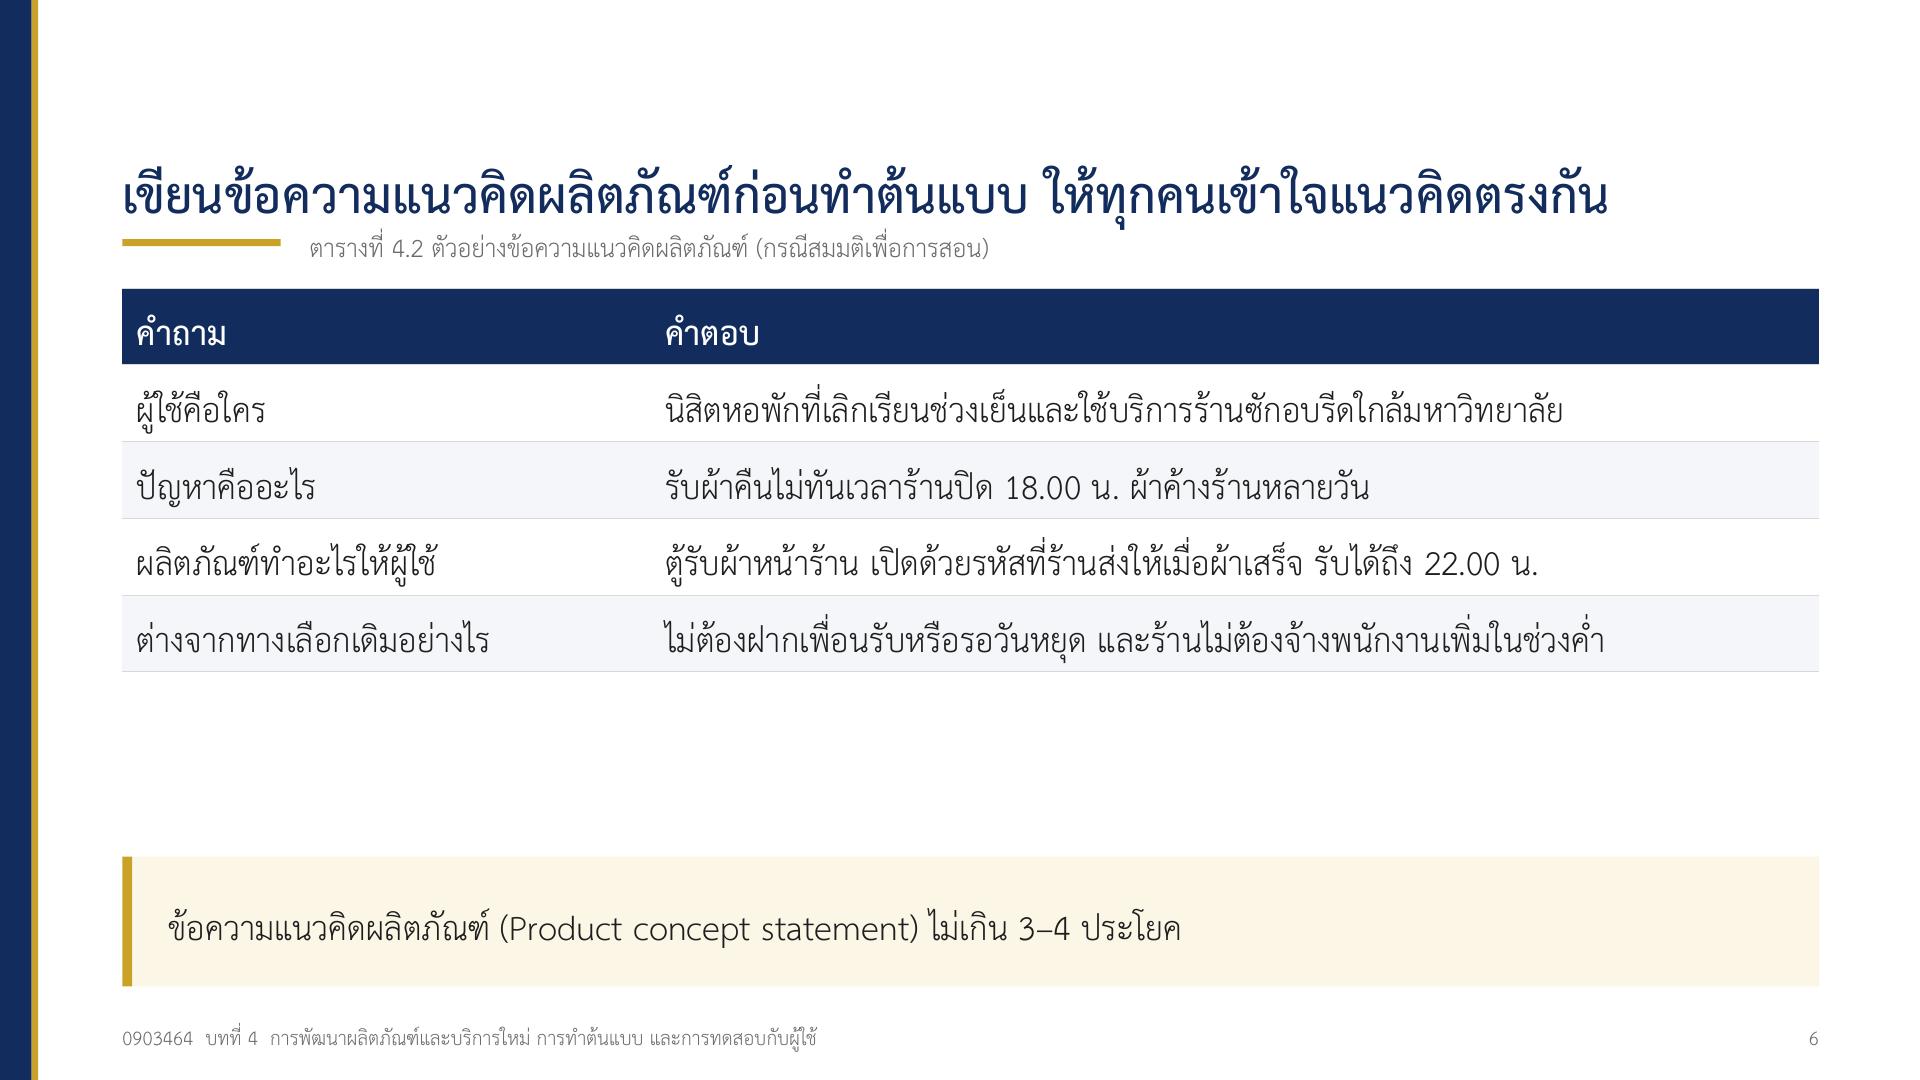 เขียนข้อความแนวคิดผลิตภัณฑ์ก่อนทำต้นแบบ ให้ทุกคนเข้าใจแนวคิดตรงกัน
ตารางที่ 4.2 ตัวอย่างข้อความแนวคิดผลิตภัณฑ์ (กรณีสมมติเพื่อการสอน)
คำถาม คำตอบ
ผู้ใช้คือใคร นิสิตหอพักที่เลิกเรียนช่วงเย็นและใช้บริการร้านซักอบรีดใกล้มหาวิทยาลัย
ปัญหาคืออะไร รับผ้าคืนไม่ทันเวลาร้านปิด 18.00 น. ผ้าค้างร้านหลายวัน
ผลิตภัณฑ์ทำอะไรให้ผู้ใช้ ตู้รับผ้าหน้าร้าน เปิดด้วยรหัสที่ร้านส่งให้เมื่อผ้าเสร็จ รับได้ถึง 22.00 น.
ต่างจากทางเลือกเดิมอย่างไร ไม่ต้องฝากเพื่อนรับหรือรอวันหยุด และร้านไม่ต้องจ้างพนักงานเพิ่มในช่วงค่ำ
ข้อความแนวคิดผลิตภัณฑ์ (Product concept statement) ไม่เกิน 3–4 ประโยค
0903464 บทที่ 4 การพัฒนาผลิตภัณฑ์และบริการใหม่ การทำต้นแบบ และการทดสอบกับผู้ใช้ 6